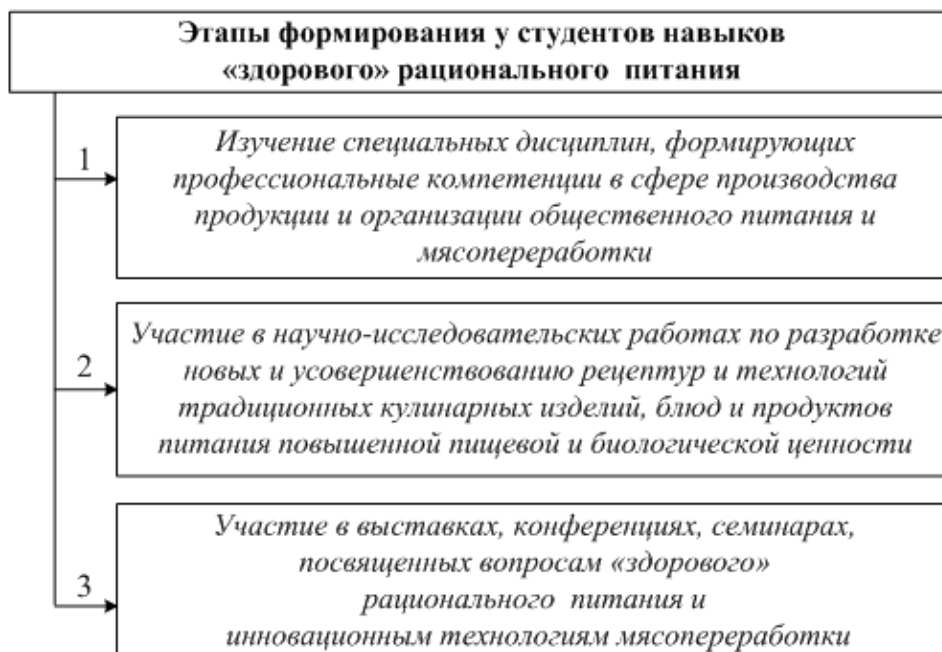 Этапы формирования у студентов навыков
«здорового» рационального питания
1
Изучение специальных дисциплин, формирующих
профессиональные компетенции в сфере производства
продукции и организации общественного питания и
мясопереработки
2
Участие в научно-исследовательских работах по разработке
новых и усовершенствованию рецептур и технологий
традиционных кулинарных изделий, блюд и продуктов
питания повышенной пищевой и биологической ценности
3
Участие в выставках, конференциях, семинарах,
посвященных вопросам «здорового»
рационального питания и
инновационным технологиям мясопереработки